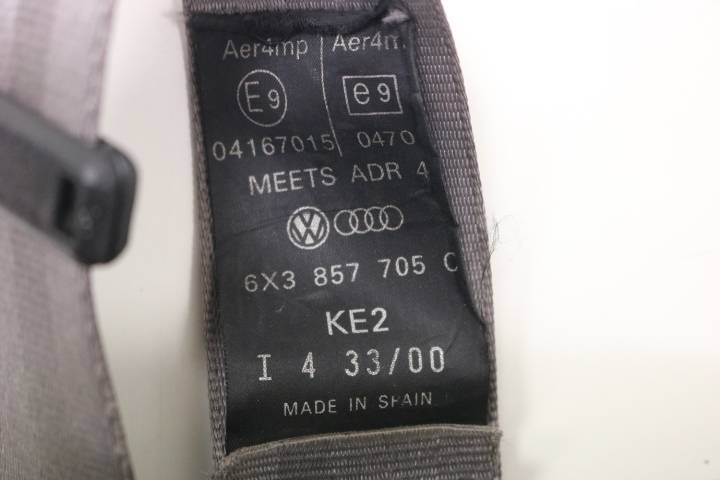 Aer4mp | Aer4m
E9 e9
04167015 0470
MEETS ADR 4
VW
6X3 857 705 C
KE2
I 4 33/00
MADE IN SPAIN